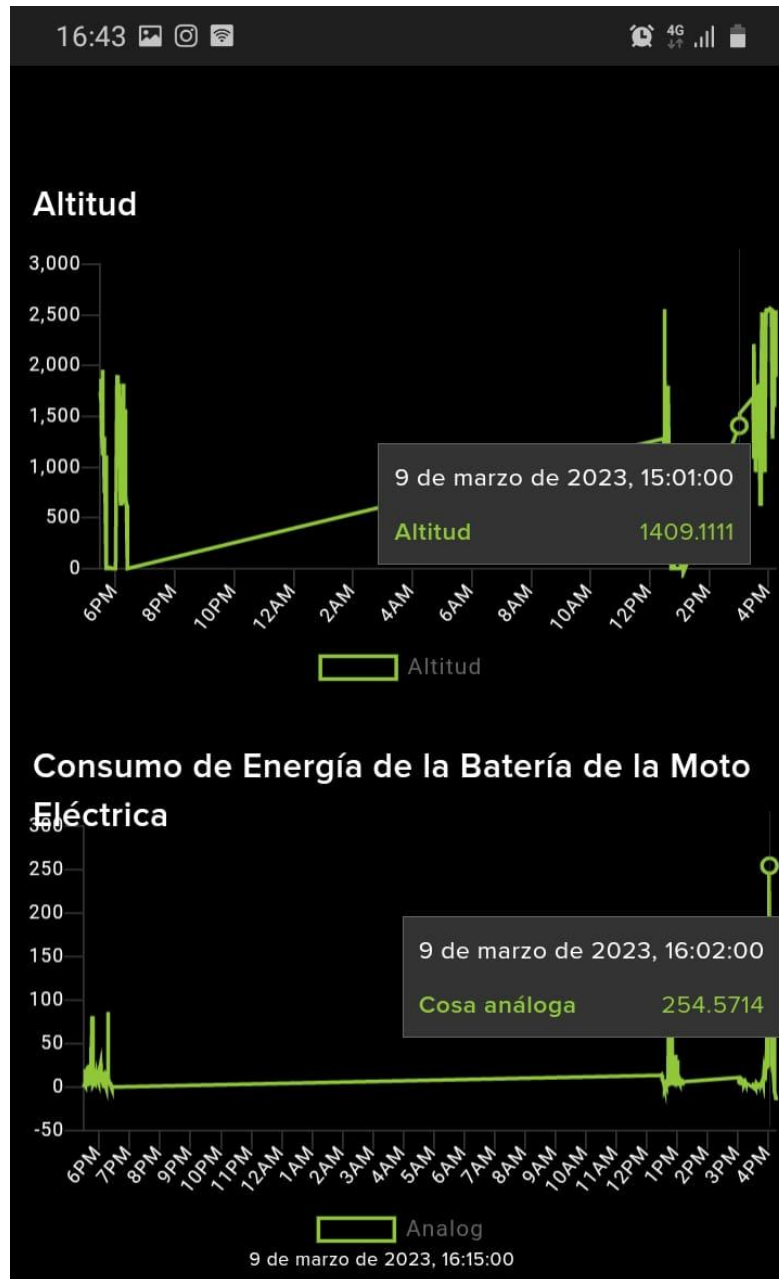 16:43
4G
Altitud
3,000
2,500
2,000
1,500
1,000
500
0
9 de marzo de 2023, 15:01:00
Altitud 1409.1111
6PM 8PM 10PM 12AM 2AM 4AM 6AM 8AM 10AM 12PM 2PM 4PM
Altitud
Consumo de Energía de la Batería de la Moto
Eléctrica
300
250
200
150
100
50
0
-50
9 de marzo de 2023, 16:02:00
Cosa análoga 254.5714
6PM 7PM 8PM 9PM 10PM 11PM 12AM 1AM 2AM 3AM 4AM 5AM 6AM 7AM 8AM 9AM 10AM 11AM 12PM 1PM 2PM 3PM 4PM
Analog
9 de marzo de 2023, 16:15:00